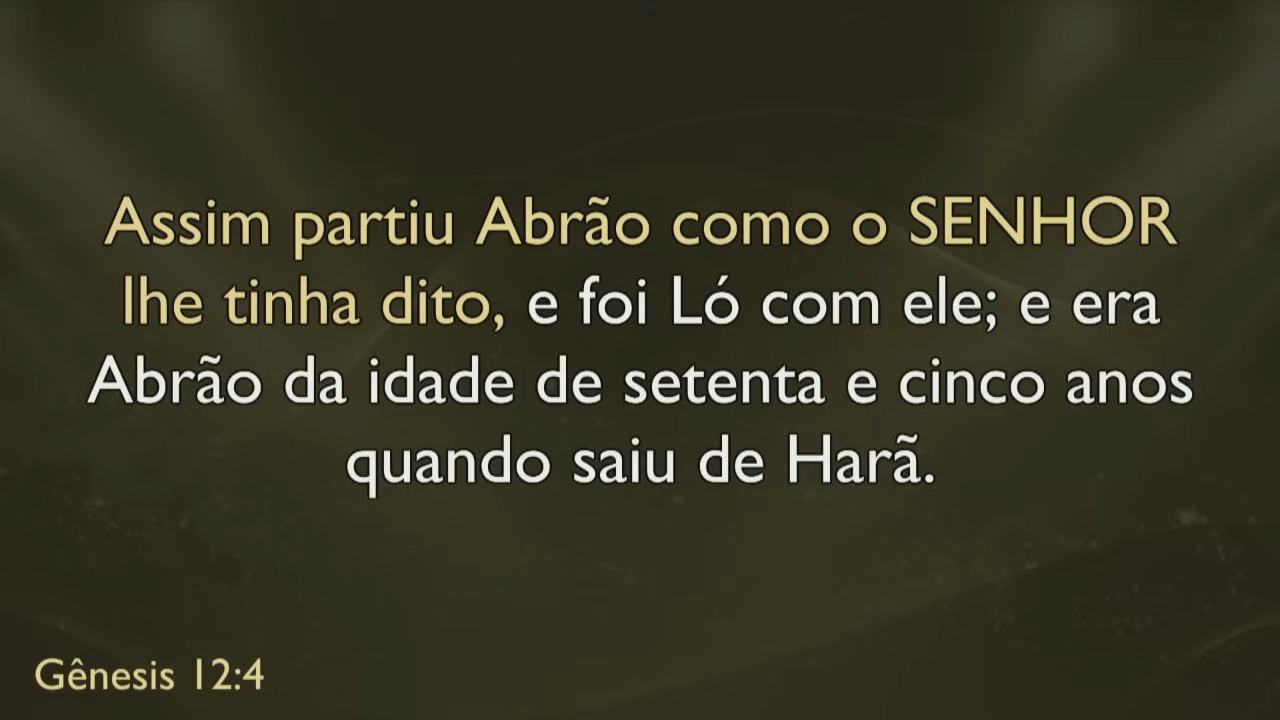 Assim partiu Abrão como o SENHOR
lhe tinha dito, e foi Ló com ele; e era
Abrão da idade de setenta e cinco anos
quando saiu de Harã.
Gênesis 12:4